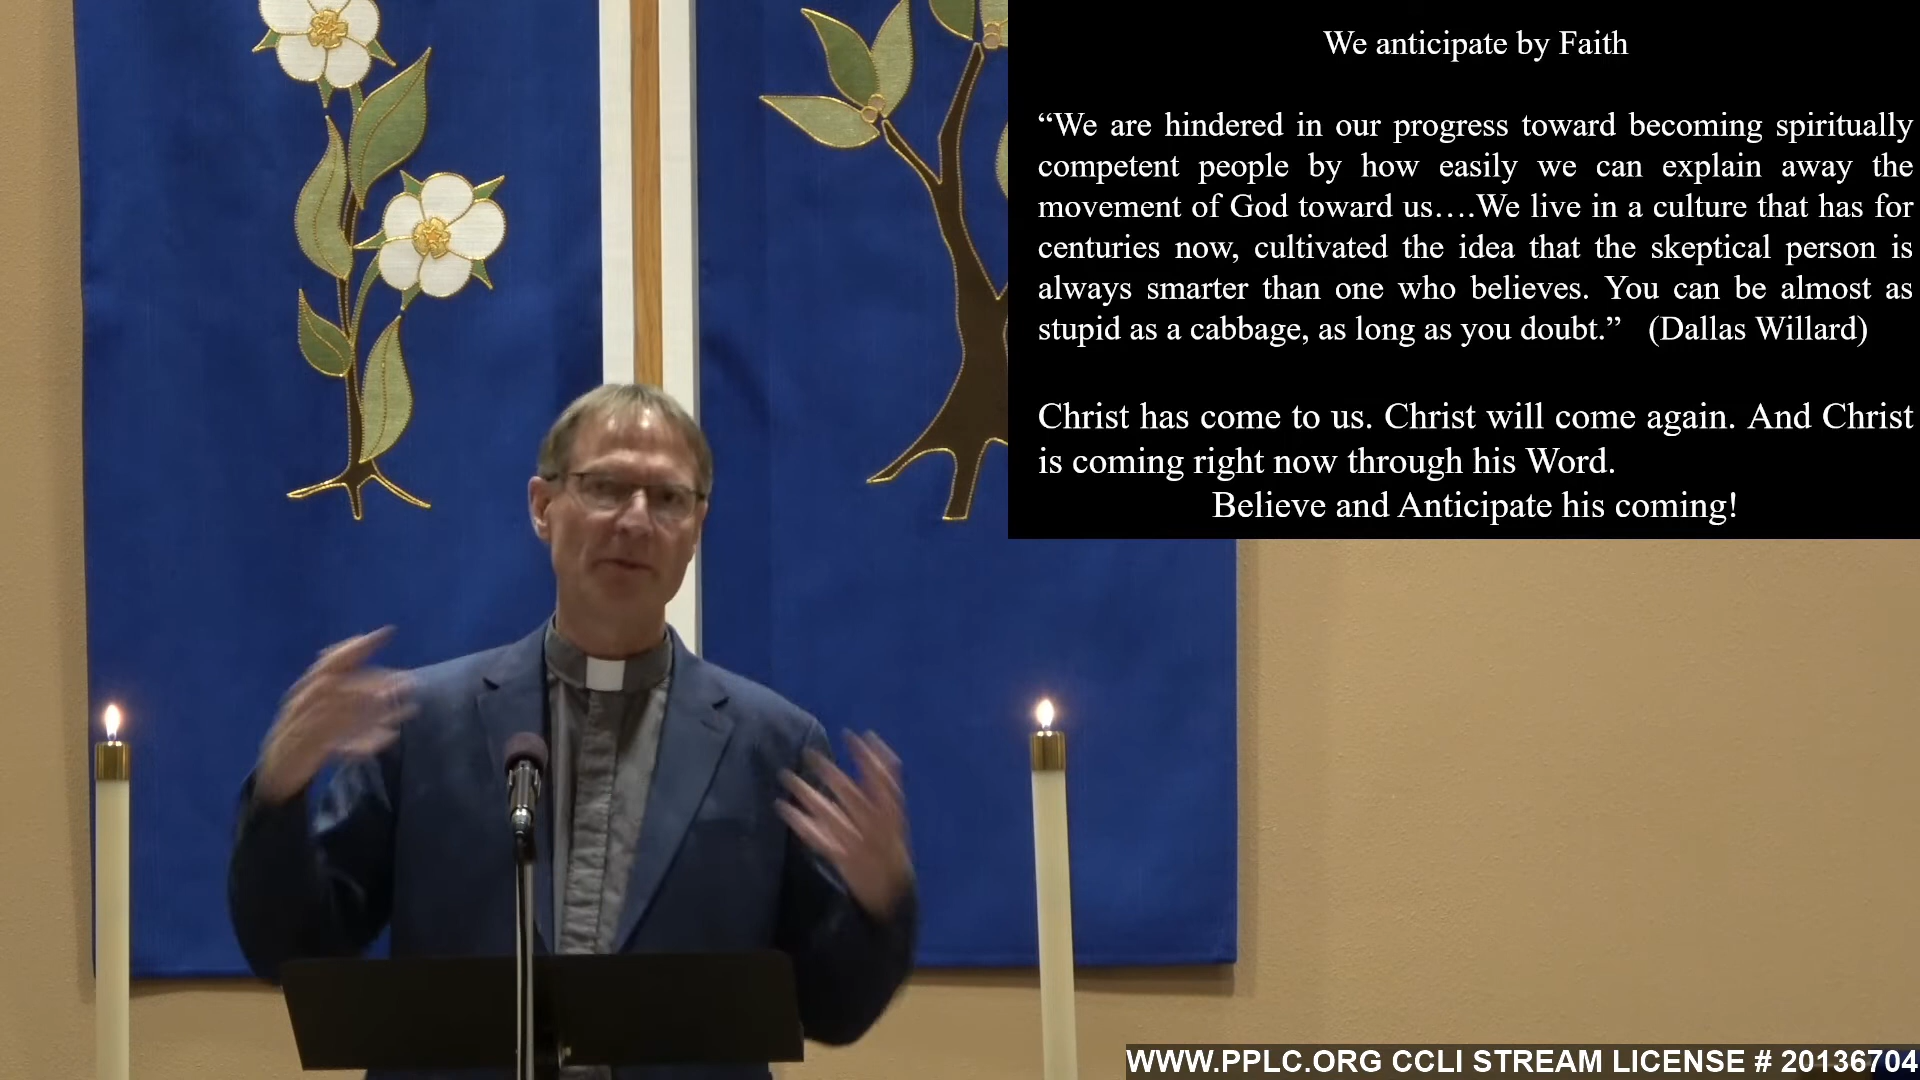 We anticipate by Faith
“We are hindered in our progress toward becoming spiritually
competent people by how easily we can explain away the
movement of God toward us….We live in a culture that has for
centuries now, cultivated the idea that the skeptical person is
always smarter than one who believes. You can be almost as
stupid as a cabbage, as long as you doubt.” (Dallas Willard)
Christ has come to us. Christ will come again. And Christ
is coming right now through his Word.
Believe and Anticipate his coming!
WWW.PPLC.ORG CCLI STREAM LICENSE # 20136704